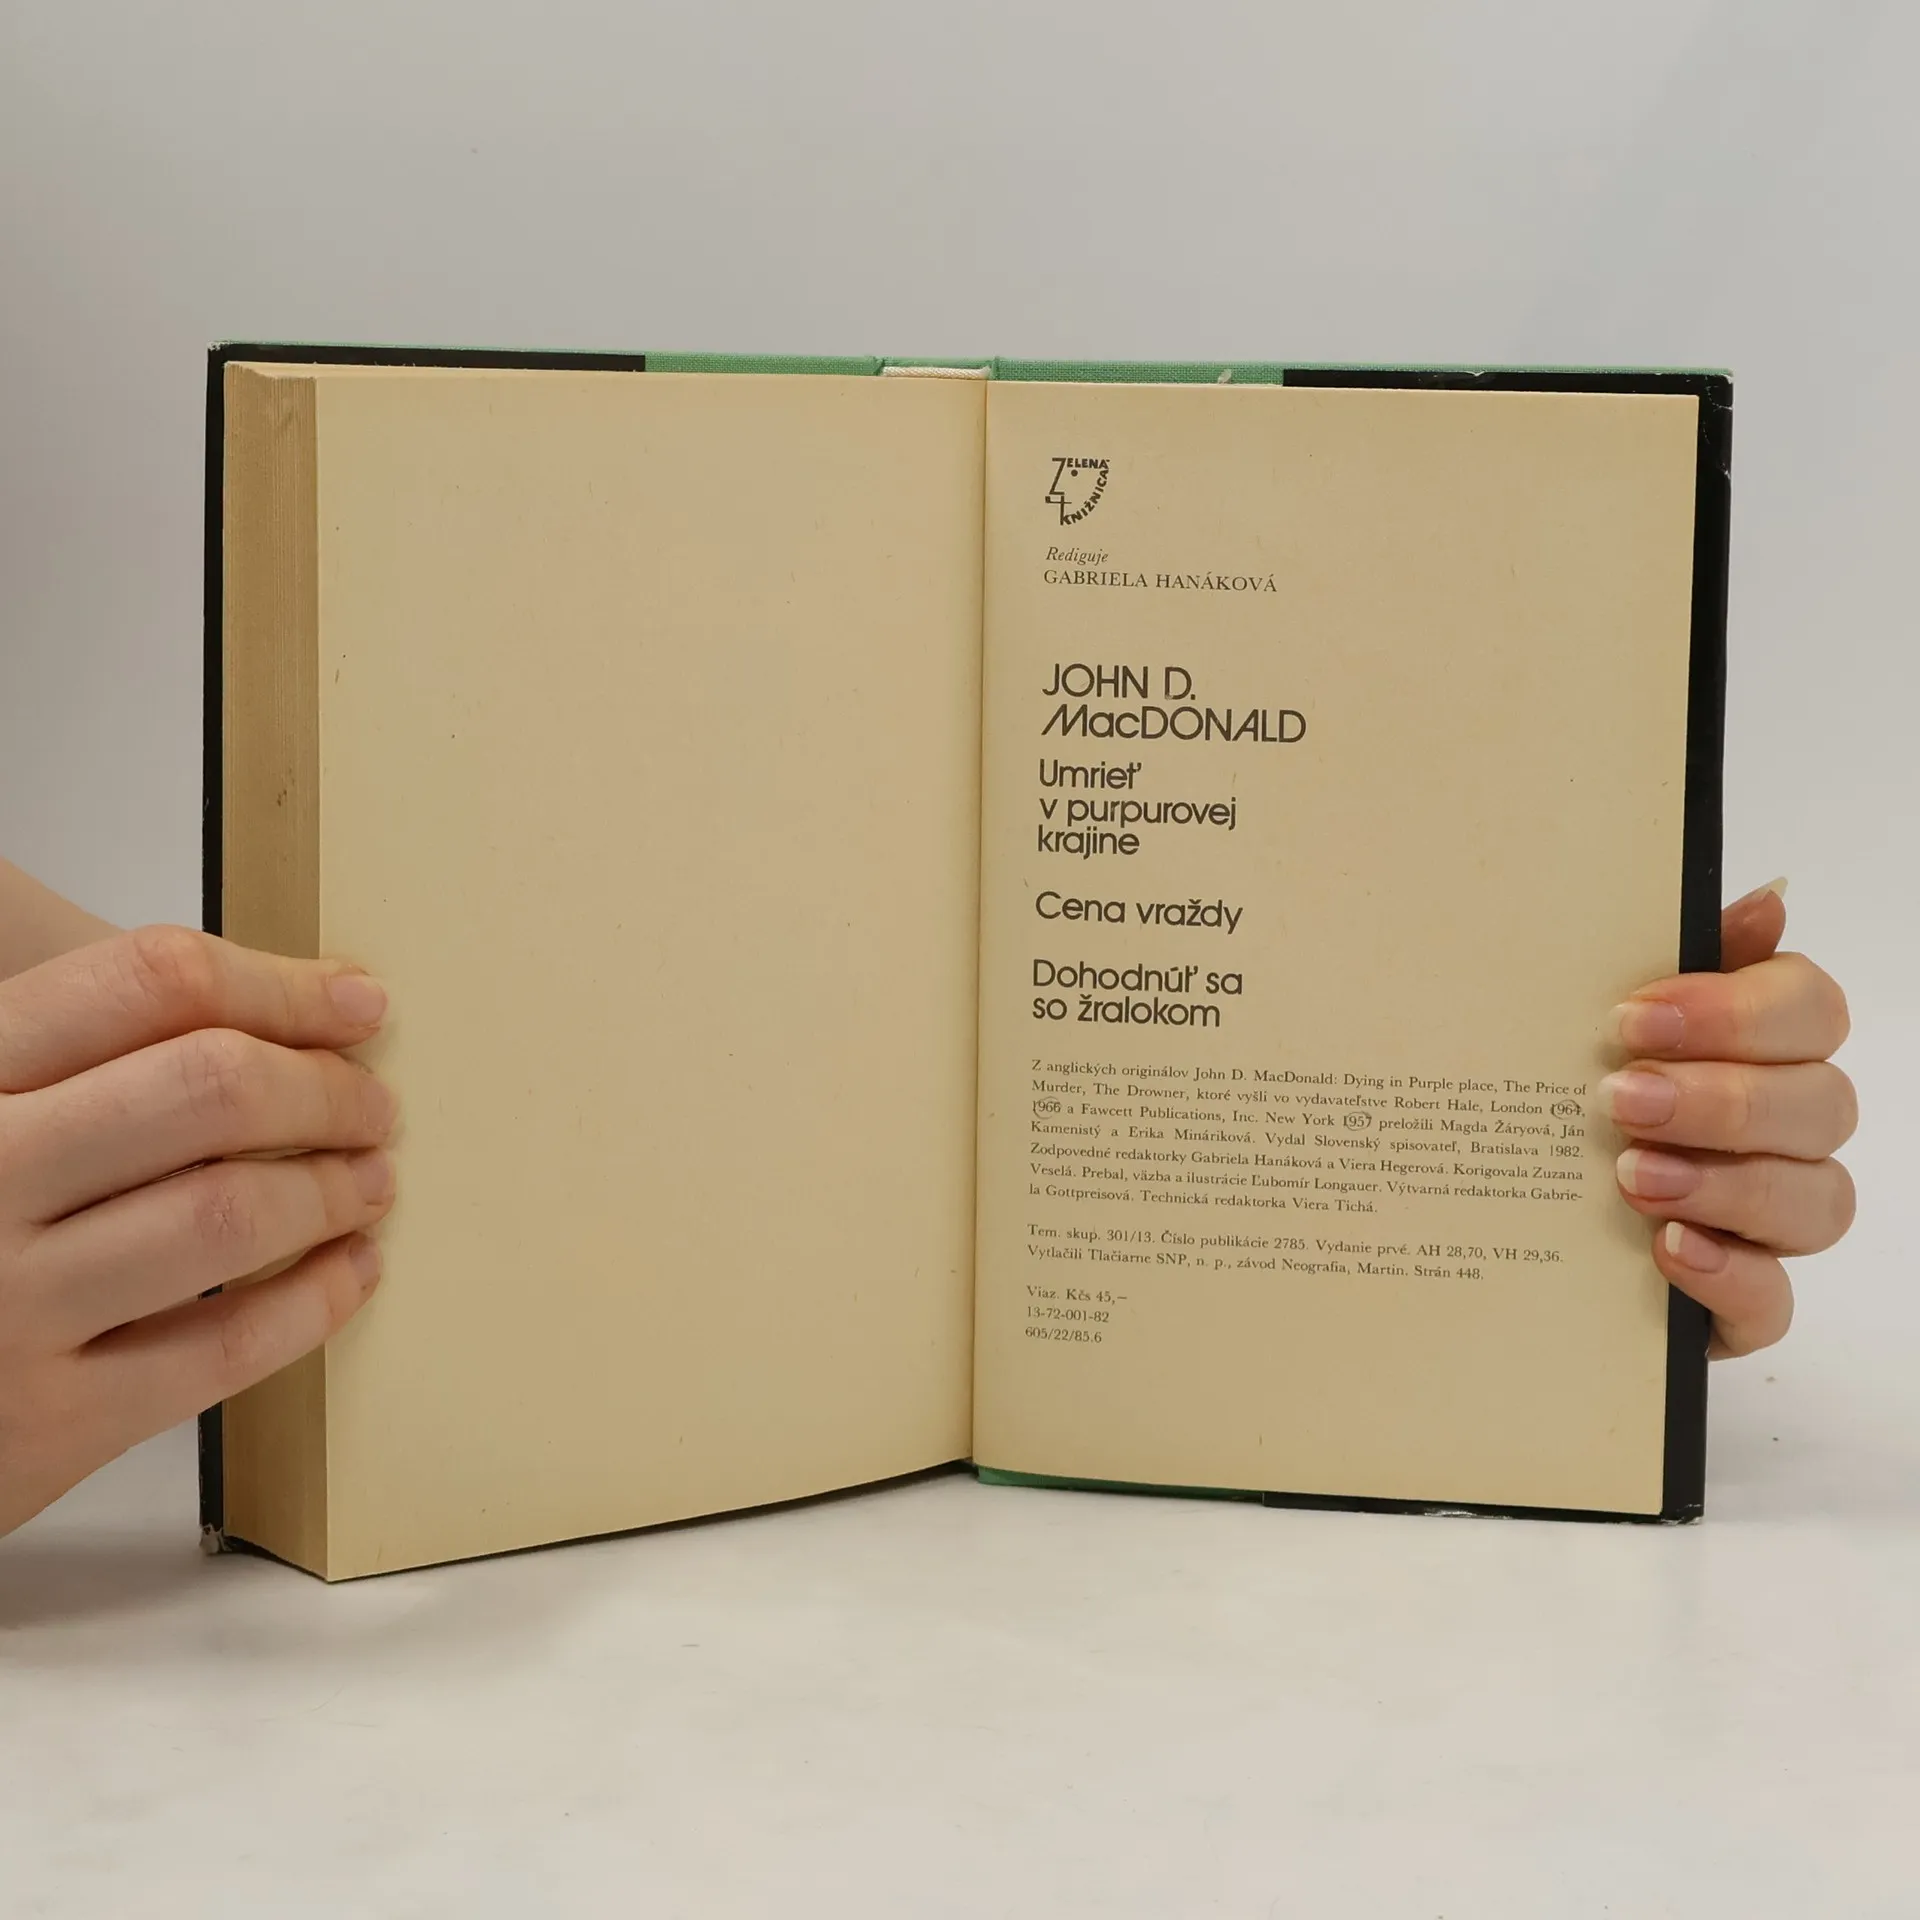 ZELENÁ
KNIŽNICA
Rediguje
GABRIELA HANÁKOVÁ
JOHN D.
MacDONALD
Umrieť
v purpurovej
krajine
Cena vraždy
Dohodnúť sa
so žralokom
Z anglických originálov John D. MacDonald: Dying in Purple place, The Price of
Murder, The Drowner, ktoré vyšli vo vydavateľstve Robert Hale, London 1964,
1966 a Fawcett Publications, Inc. New York 1957 preložili Magda Žáryová, Ján
Kamenistý a Erika Mináriková. Vydal Slovenský spisovateľ, Bratislava 1982.
Zodpovedné redaktorky Gabriela Hanáková a Viera Hegerová. Korigovala Zuzana
Veselá. Prebal, väzba a ilustrácie Ľubomír Longauer. Výtvarná redaktorka Gabrie-
la Gottpreisová. Technická redaktorka Viera Tichá.
Tem. skup. 301/13. Číslo publikácie 2785. Vydanie prvé. AH 28,70, VH 29,36.
Vytlačili Tlačiarne SNP, n. p., závod Neografia, Martin. Strán 448.
Viaz. Kčs 45,—
13-72-001-82
605/22/85.6